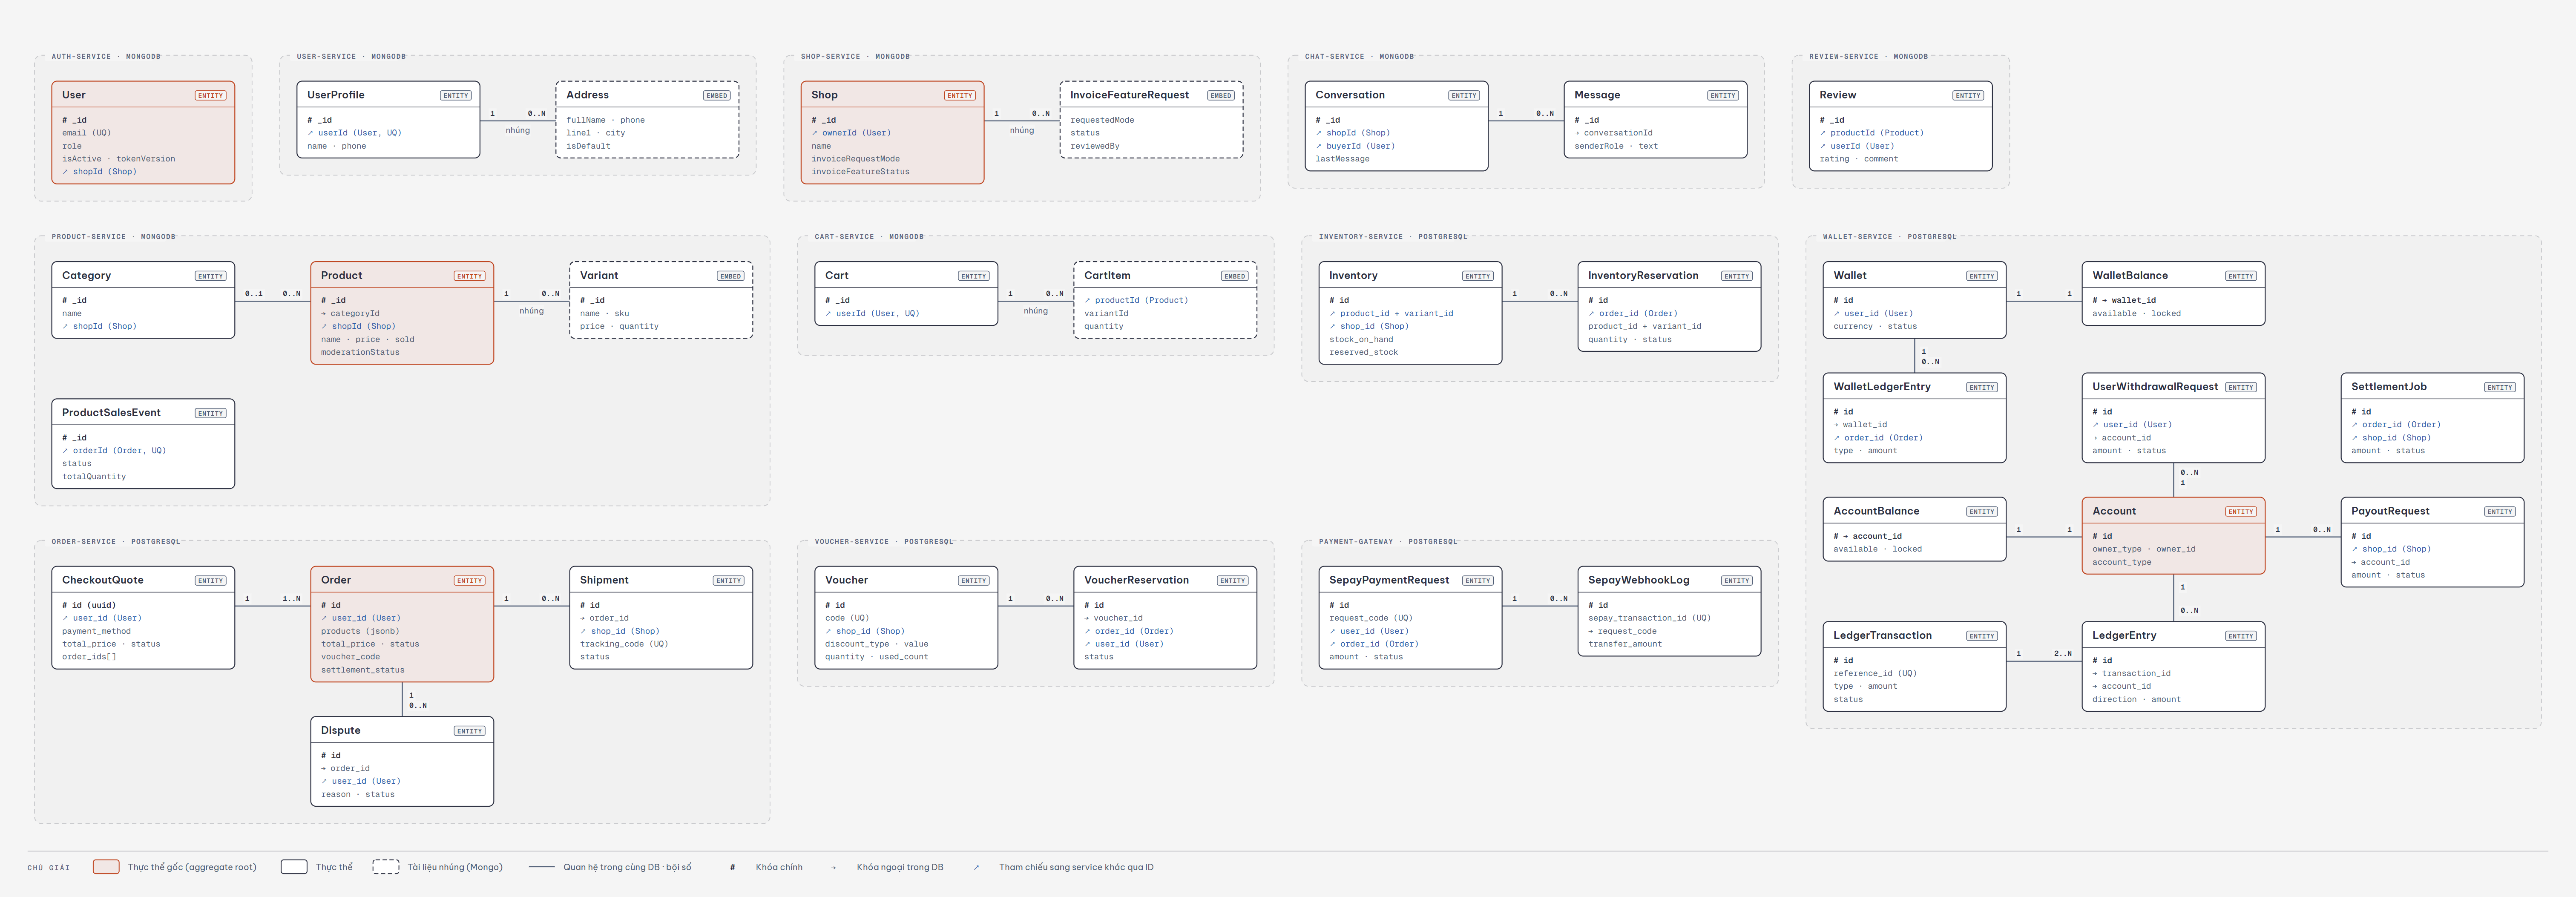 AUTH-SERVICE · MONGODB
User ENTITY
# _id
email (UQ)
role
isActive · tokenVersion
↗ shopId (Shop)
USER-SERVICE · MONGODB
UserProfile ENTITY
# _id
↗ userId (User, UQ)
name · phone
1 0..N
nhúng
Address EMBED
fullName · phone
line1 · city
isDefault
SHOP-SERVICE · MONGODB
Shop ENTITY
# _id
↗ ownerId (User)
name
invoiceRequestMode
invoiceFeatureStatus
1 0..N
nhúng
InvoiceFeatureRequest EMBED
requestedMode
status
reviewedBy
CHAT-SERVICE · MONGODB
Conversation ENTITY
# _id
↗ shopId (Shop)
↗ buyerId (User)
lastMessage
1 0..N
Message ENTITY
# _id
→ conversationId
senderRole · text
REVIEW-SERVICE · MONGODB
Review ENTITY
# _id
↗ productId (Product)
↗ userId (User)
rating · comment
PRODUCT-SERVICE · MONGODB
Category ENTITY
# _id
name
↗ shopId (Shop)
0..1 0..N
Product ENTITY
# _id
→ categoryId
↗ shopId (Shop)
name · price · sold
moderationStatus
1 0..N
nhúng
Variant EMBED
# _id
name · sku
price · quantity
ProductSalesEvent ENTITY
# _id
↗ orderId (Order, UQ)
status
totalQuantity
CART-SERVICE · MONGODB
Cart ENTITY
# _id
↗ userId (User, UQ)
1 0..N
nhúng
CartItem EMBED
↗ productId (Product)
variantId
quantity
INVENTORY-SERVICE · POSTGRESQL
Inventory ENTITY
# id
↗ product_id + variant_id
↗ shop_id (Shop)
stock_on_hand
reserved_stock
1 0..N
InventoryReservation ENTITY
# id
↗ order_id (Order)
product_id + variant_id
quantity · status
WALLET-SERVICE · POSTGRESQL
Wallet ENTITY
# id
↗ user_id (User)
currency · status
1 1
WalletBalance ENTITY
# → wallet_id
available · locked
1
0..N
WalletLedgerEntry ENTITY
# id
→ wallet_id
↗ order_id (Order)
type · amount
UserWithdrawalRequest ENTITY
# id
↗ user_id (User)
→ account_id
amount · status
SettlementJob ENTITY
# id
↗ order_id (Order)
↗ shop_id (Shop)
amount · status
0..N
1
AccountBalance ENTITY
# → account_id
available · locked
1 1
Account ENTITY
# id
owner_type · owner_id
account_type
1 0..N
PayoutRequest ENTITY
# id
↗ shop_id (Shop)
→ account_id
amount · status
1
0..N
LedgerTransaction ENTITY
# id
reference_id (UQ)
type · amount
status
1 2..N
LedgerEntry ENTITY
# id
→ transaction_id
→ account_id
direction · amount
ORDER-SERVICE · POSTGRESQL
CheckoutQuote ENTITY
# id (uuid)
↗ user_id (User)
payment_method
total_price · status
order_ids[]
1 1..N
Order ENTITY
# id
↗ user_id (User)
products (jsonb)
total_price · status
voucher_code
settlement_status
1 0..N
Shipment ENTITY
# id
→ order_id
↗ shop_id (Shop)
tracking_code (UQ)
status
1
0..N
Dispute ENTITY
# id
→ order_id
↗ user_id (User)
reason · status
VOUCHER-SERVICE · POSTGRESQL
Voucher ENTITY
# id
code (UQ)
↗ shop_id (Shop)
discount_type · value
quantity · used_count
1 0..N
VoucherReservation ENTITY
# id
→ voucher_id
↗ order_id (Order)
↗ user_id (User)
status
PAYMENT-GATEWAY · POSTGRESQL
SepayPaymentRequest ENTITY
# id
request_code (UQ)
↗ user_id (User)
↗ order_id (Order)
amount · status
1 0..N
SepayWebhookLog ENTITY
# id
sepay_transaction_id (UQ)
→ request_code
transfer_amount
CHÚ GIẢI Thực thể gốc (aggregate root) Thực thể Tài liệu nhúng (Mongo) Quan hệ trong cùng DB · bội số # Khóa chính → Khóa ngoại trong DB ↗ Tham chiếu sang service khác qua ID